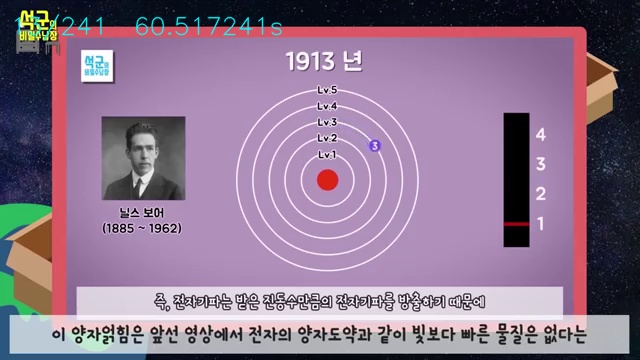 석군의
비밀수납장
/241 60.517241s
석군의
비밀수납장
1913 년
Lv.5
Lv.4
Lv.3
Lv.2
Lv.1
3
4
3
2
1
닐스 보어
(1885 ~ 1962)
즉, 전자기파는 받은 진동수만큼의 전자기파를 방출하기 때문에
이 양자얽힘은 앞선 영상에서 전자의 양자도약과 같이 빛보다 빠른 물질은 없다는